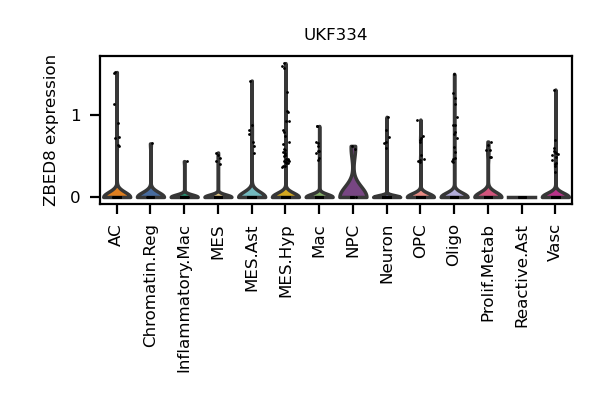 UKF334
ZBED8 expression
1
0
AC
Chromatin.Reg
Inflammatory.Mac
MES
MES.Ast
MES.Hyp
Mac
NPC
Neuron
OPC
Oligo
Prolif.Metab
Reactive.Ast
Vasc